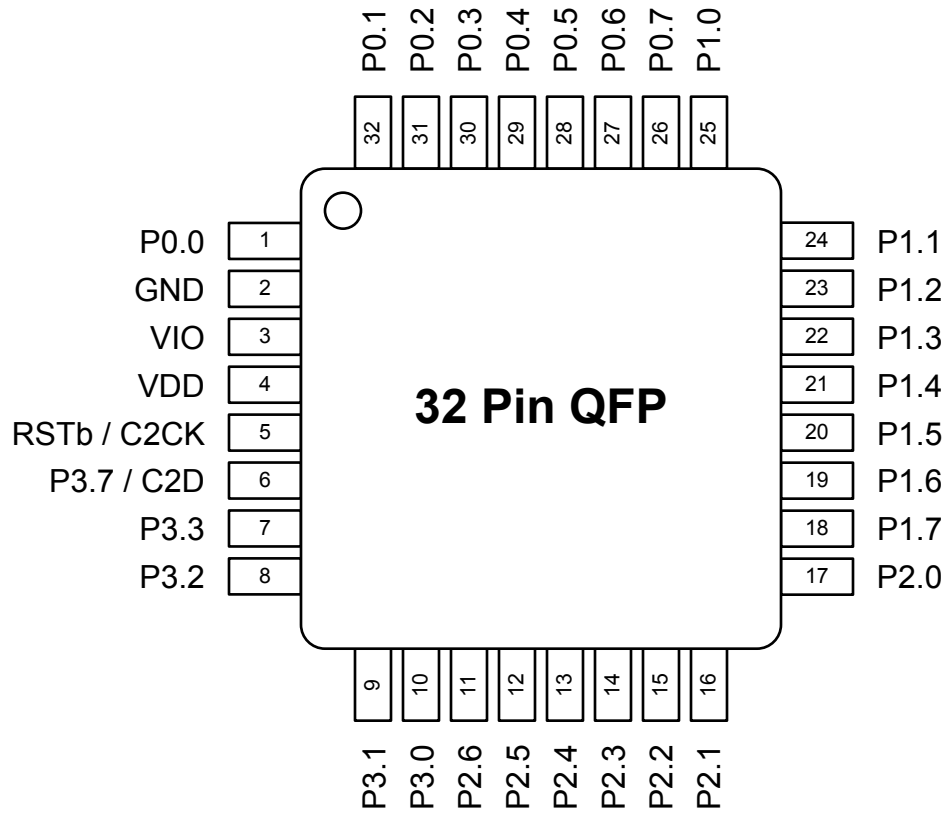 P0.1 P0.2 P0.3 P0.4 P0.5 P0.6 P0.7 P1.0
32 31 30 29 28 27 26 25
P0.0 1 24 P1.1
GND 2 23 P1.2
VIO 3 22 P1.3
VDD 4 21 P1.4
32 Pin QFP
RSTb / C2CK 5 20 P1.5
P3.7 / C2D 6 19 P1.6
P3.3 7 18 P1.7
P3.2 8 17 P2.0
9 10 11 12 13 14 15 16
P3.1 P3.0 P2.6 P2.5 P2.4 P2.3 P2.2 P2.1